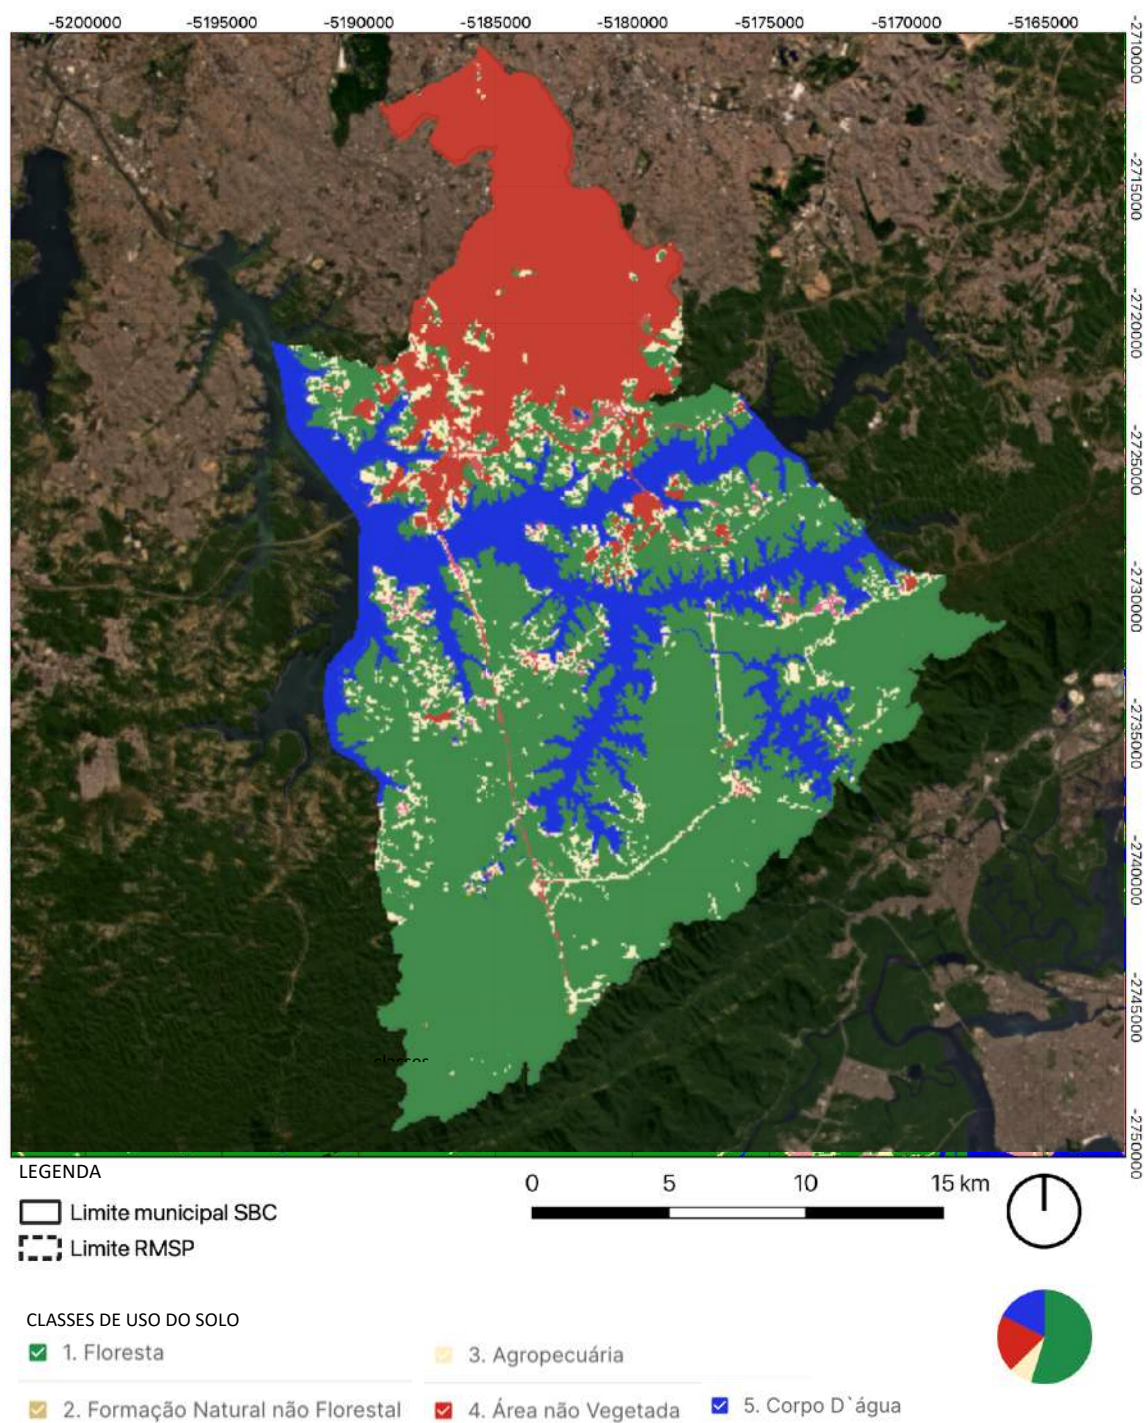 -5200000 -5195000 -5190000 -5185000 -5180000 -5175000 -5170000 -5165000
-2710000
-2715000
-2720000
-2725000
-2730000
-2735000
-2740000
-2745000
-2750000
classes
LEGENDA
Limite municipal SBC
Limite RMSP
0 5 10 15 km
CLASSES DE USO DO SOLO
1. Floresta
3. Agropecuária
2. Formação Natural não Florestal
4. Área não Vegetada
5. Corpo D`água